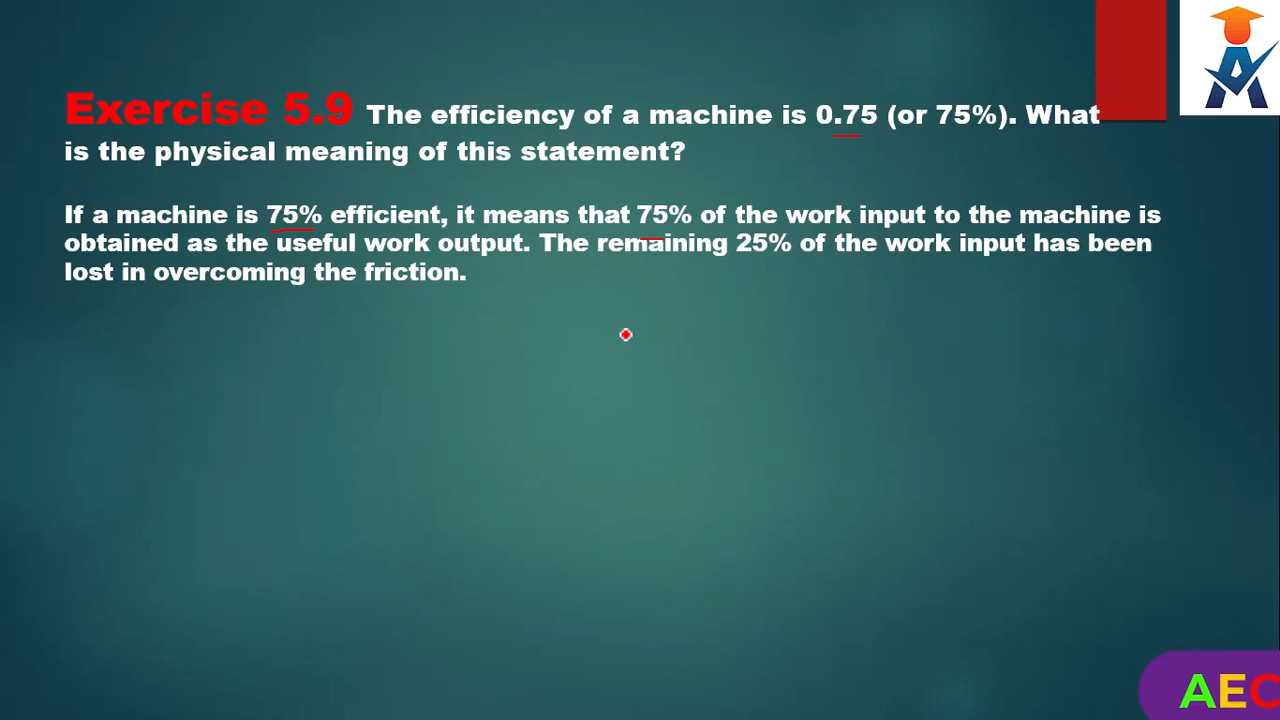 Exercise 5.9 The efficiency of a machine is 0.75 (or 75%). What
is the physical meaning of this statement?
If a machine is 75% efficient, it means that 75% of the work input to the machine is
obtained as the useful work output. The remaining 25% of the work input has been
lost in overcoming the friction.
AEC